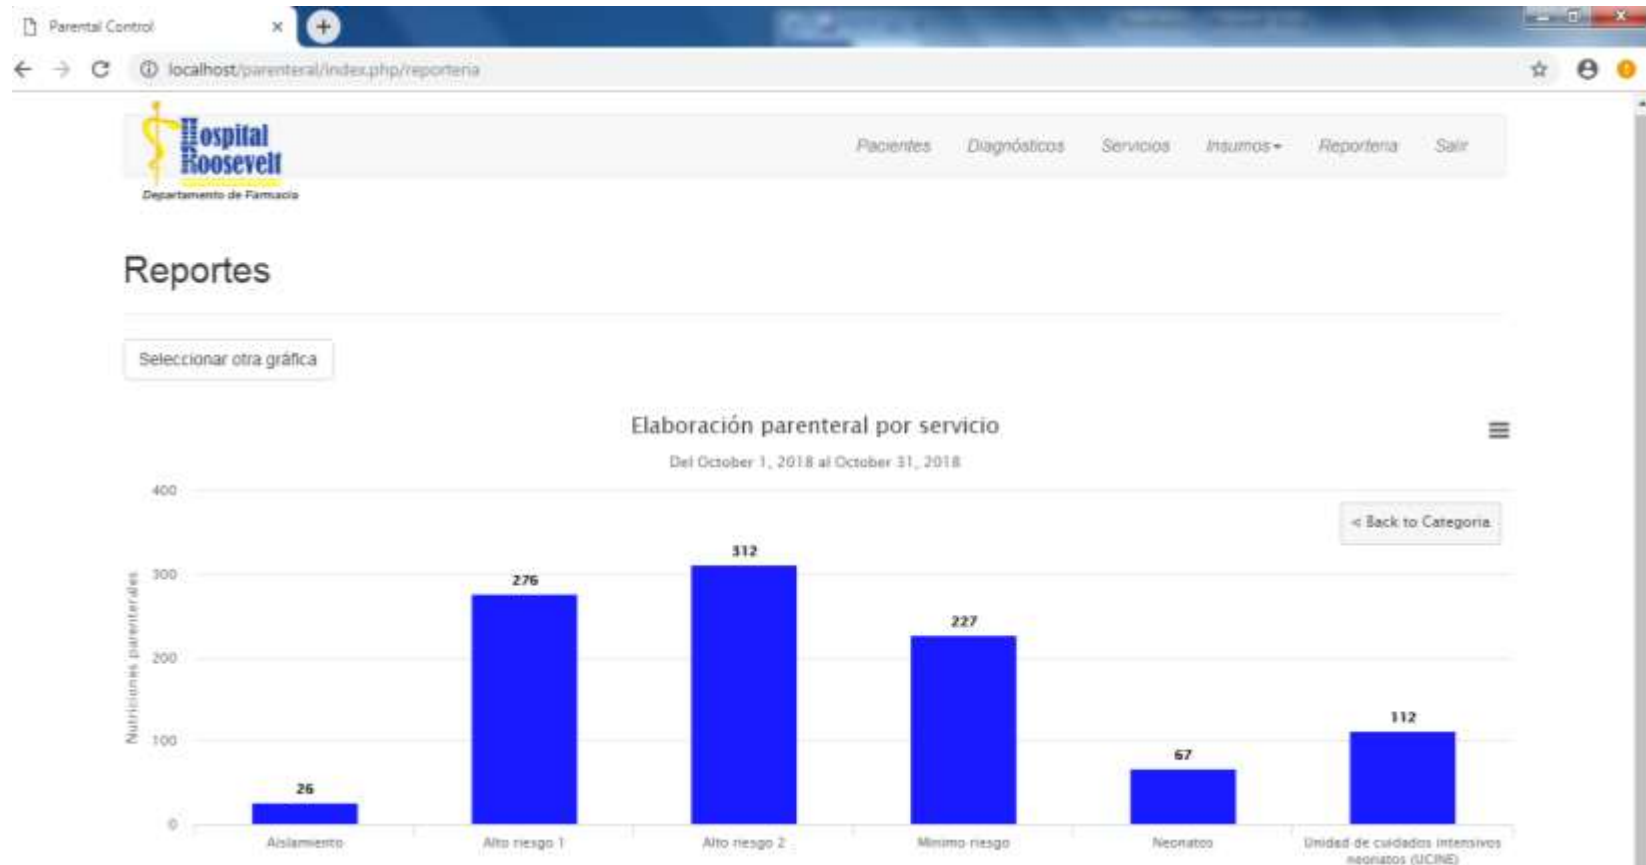 Parental Control
localhost/parenteral/index.php/reporteria
Hospital
Roosevelt
Departamento de Farmacia
Pacientes Diagnósticos Servicios Insumos Reporteria Salir
Reportes
Seleccionar otra gráfica
Elaboración parenteral por servicio
Del October 1, 2018 al October 31, 2018
< Back to Categoria
Nutriciones parenterales
400
300
200
100
0
26
276
312
227
67
112
Aislamiento
Alto riesgo 1
Alto riesgo 2
Minimo riesgo
Neonatos
Unidad de cuidados intensivos
neonatos (UCINE)